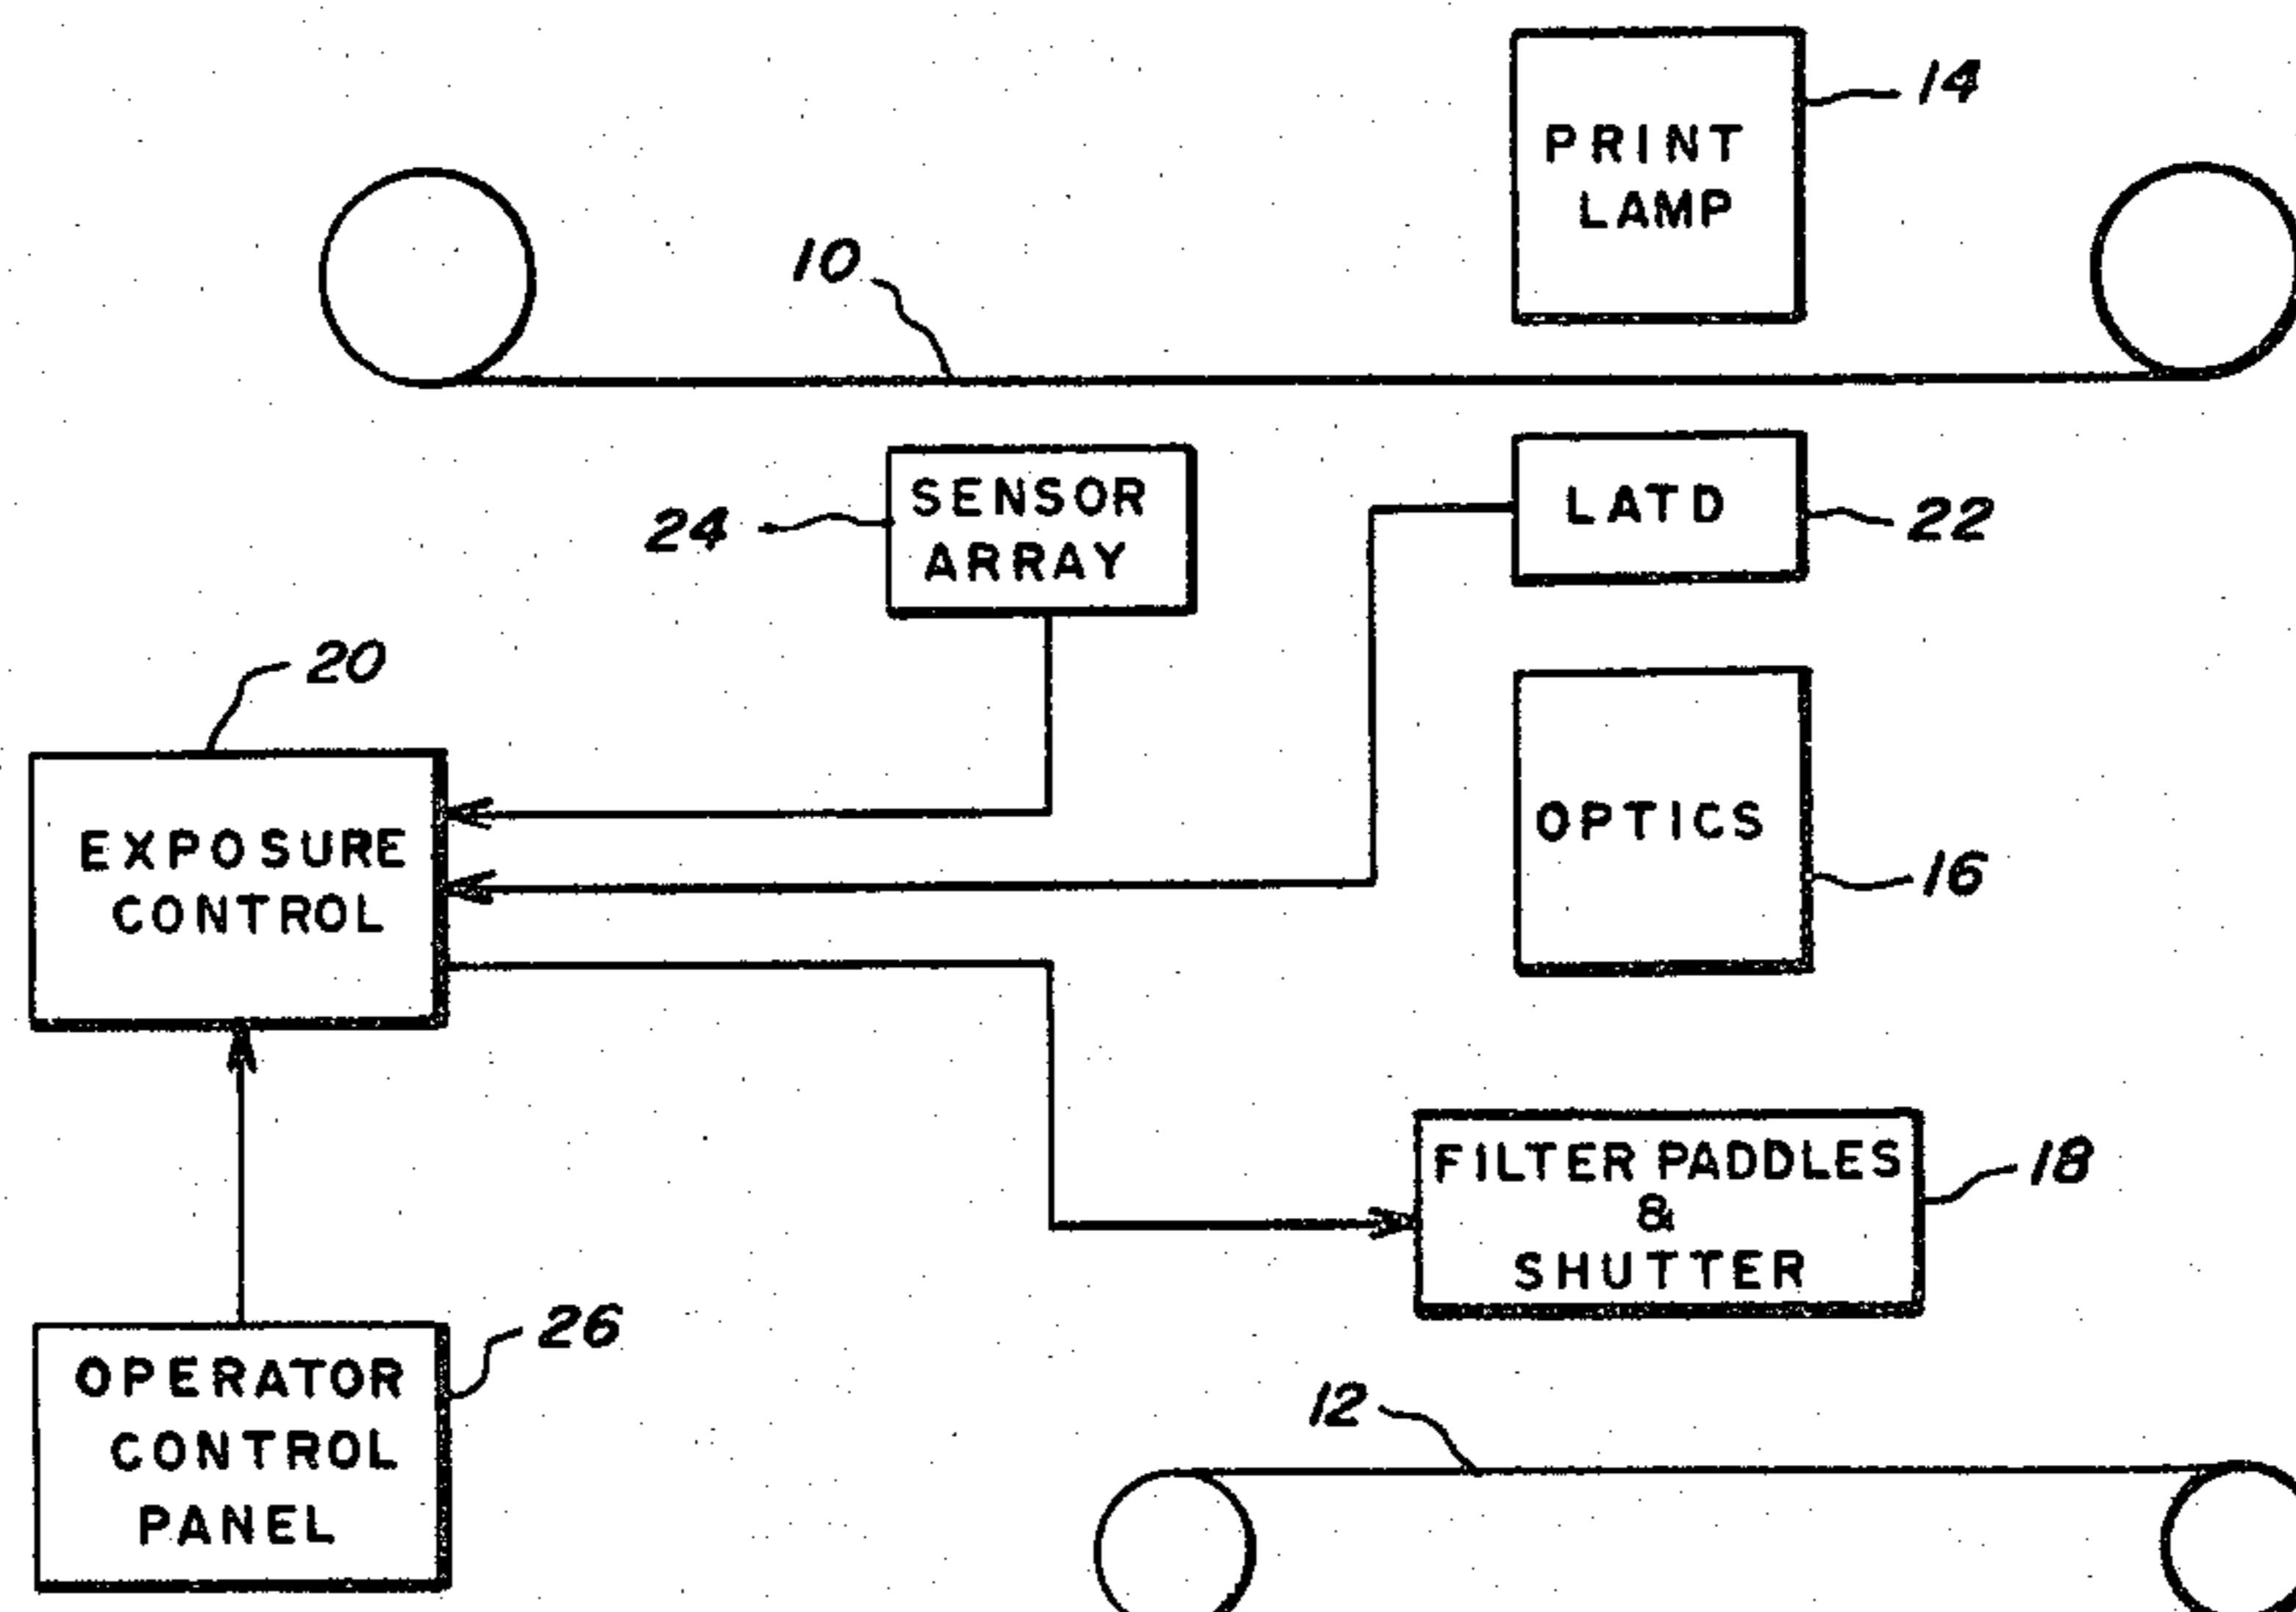 14
PRINT
LAMP
10
SENSOR
ARRAY
24
LATD
22
20
EXPOSURE
CONTROL
OPTICS
16
FILTER PADDLES
&
SHUTTER
18
26
OPERATOR
CONTROL
PANEL
12